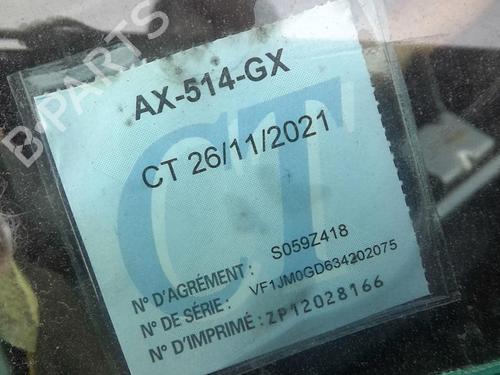 B-PARTS
AX-514-GX
CT 26/11/2021
CT
N° D'AGRÉMENT : S059Z418
N° DE SÉRIE : VF1JM0GD634202075
N° D'IMPRIMÉ : ZP12028166